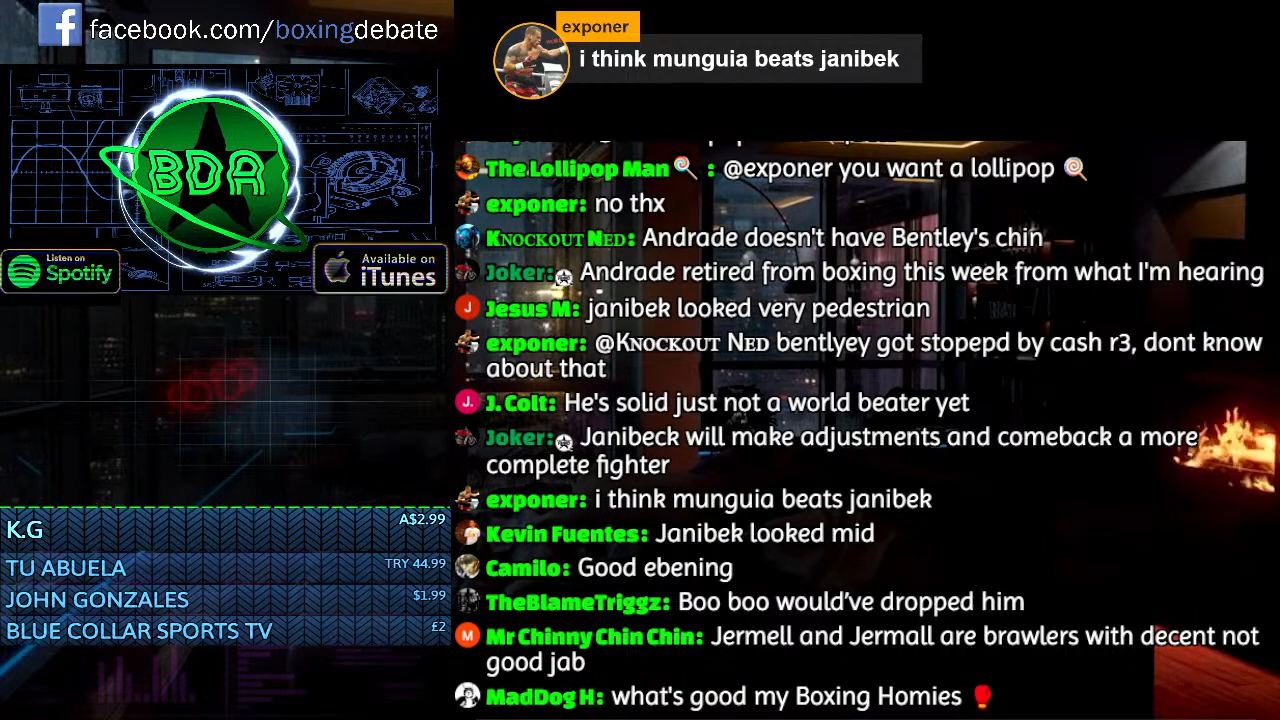 facebook.com/boxingdebate
exponer
i think munguia beats janibek
BDA
Listen on
Spotify
Available on
iTunes
The Lollipop Man🍭 : @exponer you want a lollipop 🍭
exponer: no thx
Knockout Ned: Andrade doesn't have Bentley's chin
Joker: Andrade retired from boxing this week from what I'm hearing
J
Jesus M: janibek looked very pedestrian
exponer: @Knockout Ned bentlyey got stopepd by cash r3, dont know
about that
J.
J. Colt: He's solid just not a world beater yet
Joker: Janibeck will make adjustments and comeback a more
complete fighter
exponer: i think munguia beats janibek
Kevin Fuentes: Janibek looked mid
Camilo: Good ebening
TheBlameTriggz: Boo boo would’ve dropped him
M
Mr Chinny Chin Chin: Jermell and Jermall are brawlers with decent not
good jab
MadDog H: what's good my Boxing Homies 🥊
K.G A$2.99
TU ABUELA TRY 44.99
JOHN GONZALES $1.99
BLUE COLLAR SPORTS TV £2